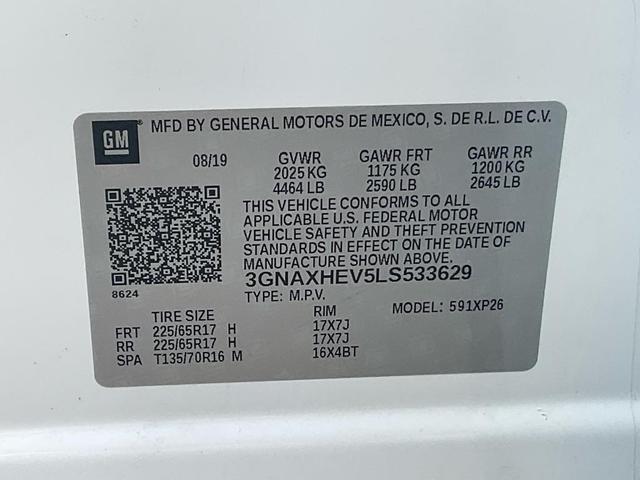 GM MFD BY GENERAL MOTORS DE MEXICO, S. DE R.L. DE C.V.
08/19 GVWR GAWR FRT GAWR RR
2025 KG 1175 KG 1200 KG
4464 LB 2590 LB 2645 LB
THIS VEHICLE CONFORMS TO ALL
APPLICABLE U.S. FEDERAL MOTOR
VEHICLE SAFETY AND THEFT PREVENTION
STANDARDS IN EFFECT ON THE DATE OF
MANUFACTURE SHOWN ABOVE.
3GNAXHEV5LS533629
8624 TYPE: M.P.V. MODEL: 591XP26
TIRE SIZE RIM
FRT 225/65R17 H 17X7J
RR 225/65R17 H 17X7J
SPA T135/70R16 M 16X4BT